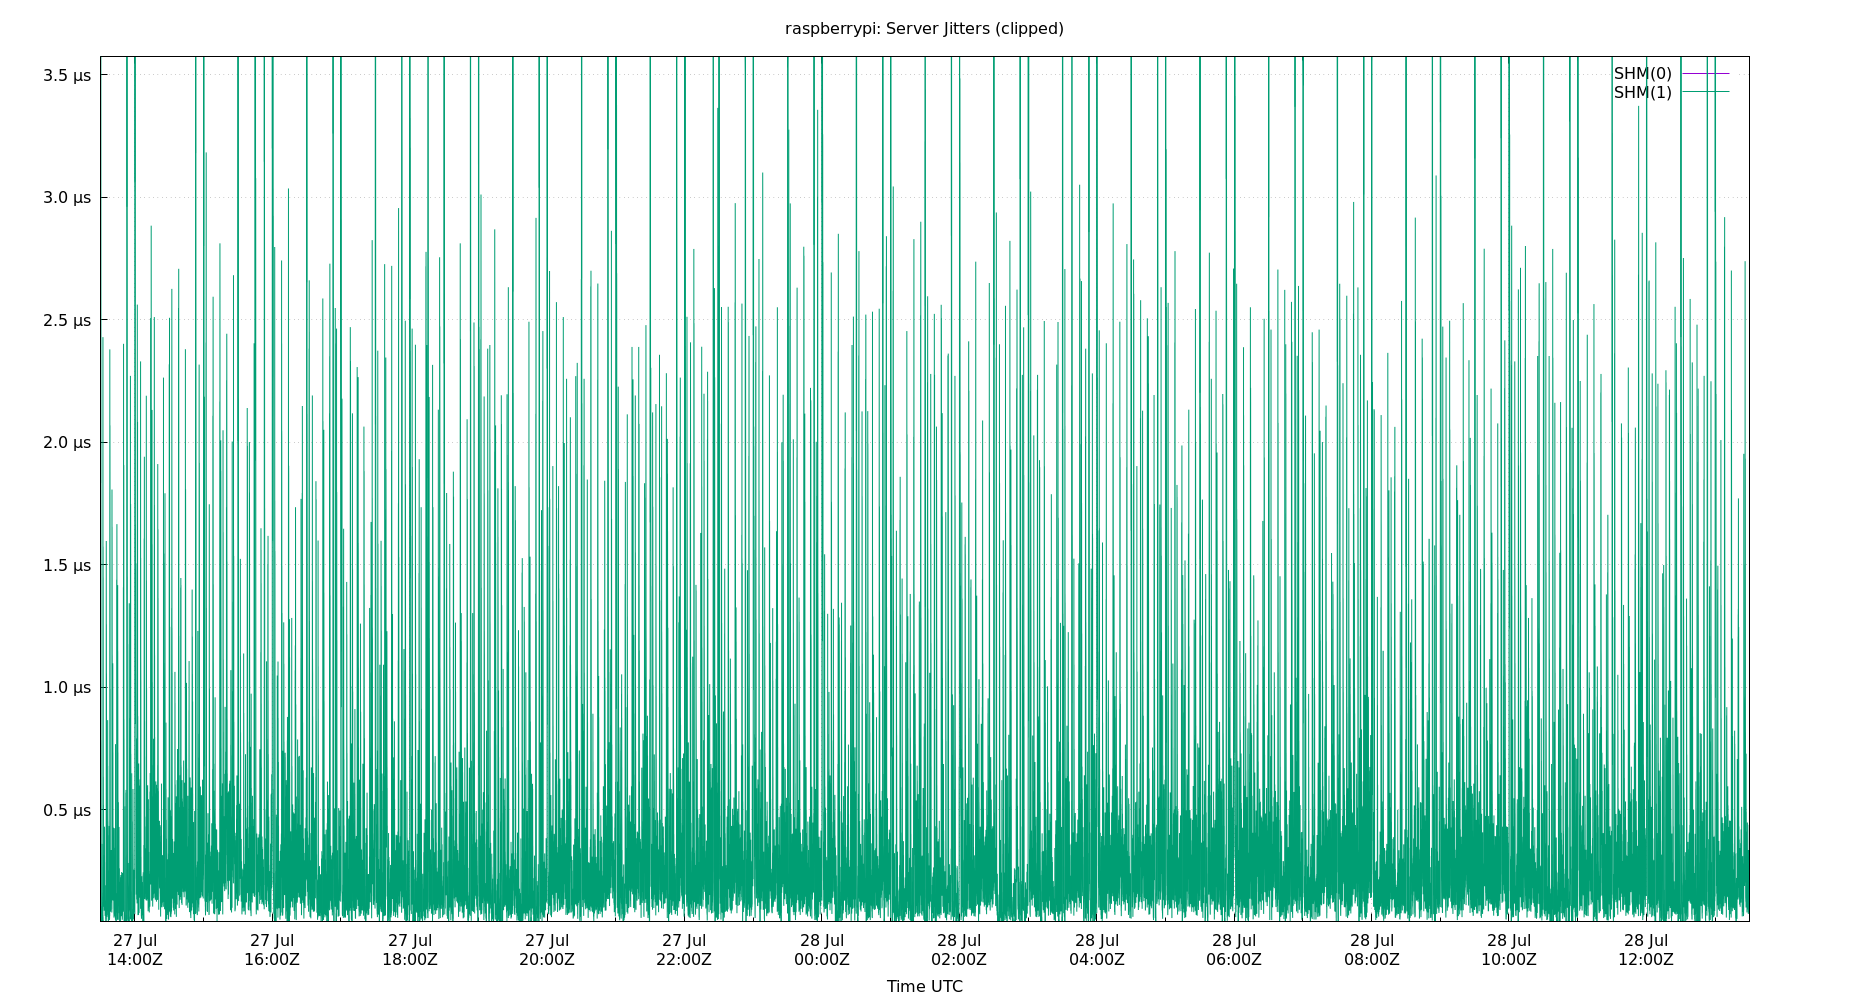 raspberrypi: Server Jitters (clipped)
3.5 µs
SHM(0)
SHM(1)
3.0 µs
2.5 µs
2.0 µs
1.5 µs
1.0 µs
0.5 µs
27 Jul 27 Jul 27 Jul 27 Jul 27 Jul 28 Jul 28 Jul 28 Jul 28 Jul 28 Jul 28 Jul 28 Jul
14:00Z 16:00Z 18:00Z 20:00Z 22:00Z 00:00Z 02:00Z 04:00Z 06:00Z 08:00Z 10:00Z 12:00Z
Time UTC